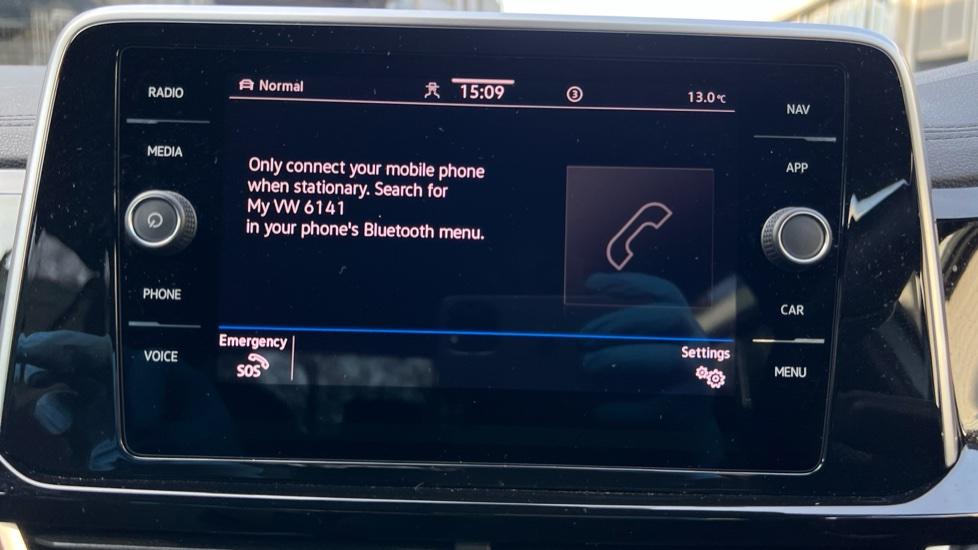 RADIO
MEDIA
PHONE
VOICE
Normal
15:09
3
13.0°C
Only connect your mobile phone
when stationary. Search for
My VW 6141
in your phone's Bluetooth menu.
Emergency
SOS
Settings
NAV
APP
CAR
MENU